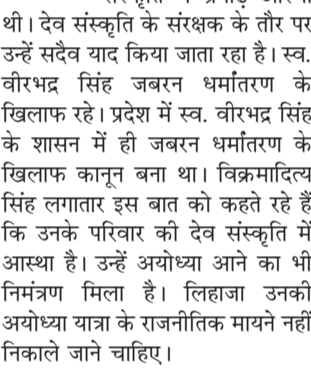 थी। देव संस्कृति के संरक्षक के तौर पर
उन्हें सदैव याद किया जाता रहा है। स्व.
वीरभद्र सिंह जबरन धर्मांतरण के
खिलाफ रहे। प्रदेश में स्व. वीरभद्र सिंह
के शासन में ही जबरन धर्मांतरण के
खिलाफ कानून बना था। विक्रमादित्य
सिंह लगातार इस बात को कहते रहे हैं
कि उनके परिवार की देव संस्कृति में
आस्था है। उन्हें अयोध्या आने का भी
निमंत्रण मिला है। लिहाजा उनकी
अयोध्या यात्रा के राजनीतिक मायने नहीं
निकाले जाने चाहिए।